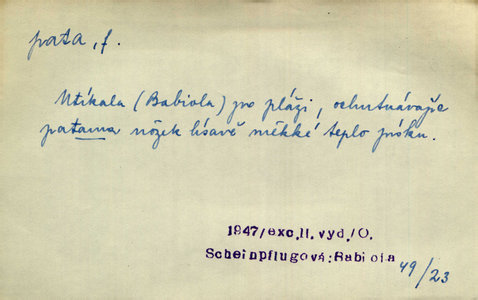 pata, f.
Utíkala (Babiola) po pláži, ochutnávajíc
patama nôžek lísavě měkké teplo písku.
1947/exc.II.vyd./O.
Scheinpflugová:Babiola
49/23